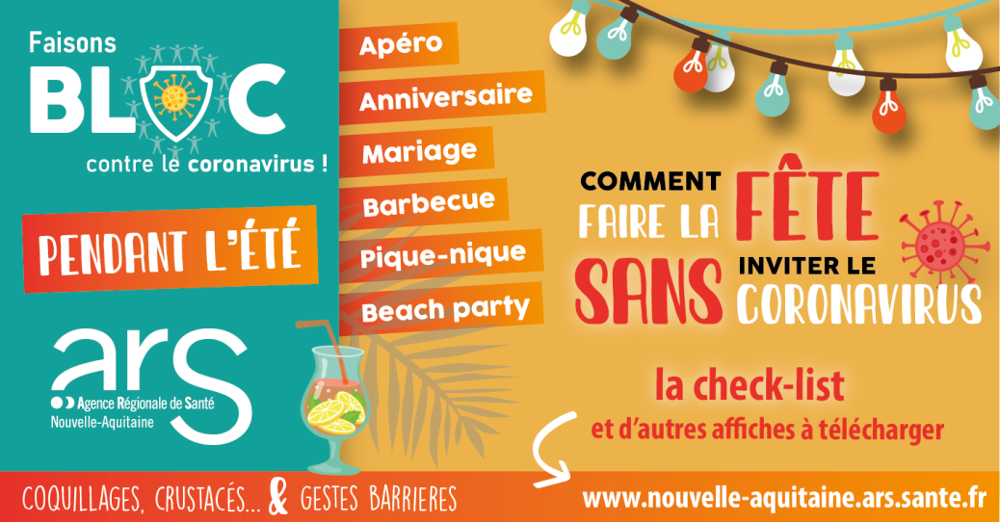 Faisons
BLOC
contre le coronavirus !
PENDANT L'ÉTÉ
ars
Agence Régionale de Santé
Nouvelle-Aquitaine
Apéro
Anniversaire
Mariage
Barbecue
Pique-nique
Beach party
COMMENT
FAIRE LA FÊTE
SANS INVITER LE
CORONAVIRUS
la check-list
et d'autres affiches à télécharger
COQUILLAGES, CRUSTACÉS... & GESTES BARRIERES
www.nouvelle-aquitaine.ars.sante.fr